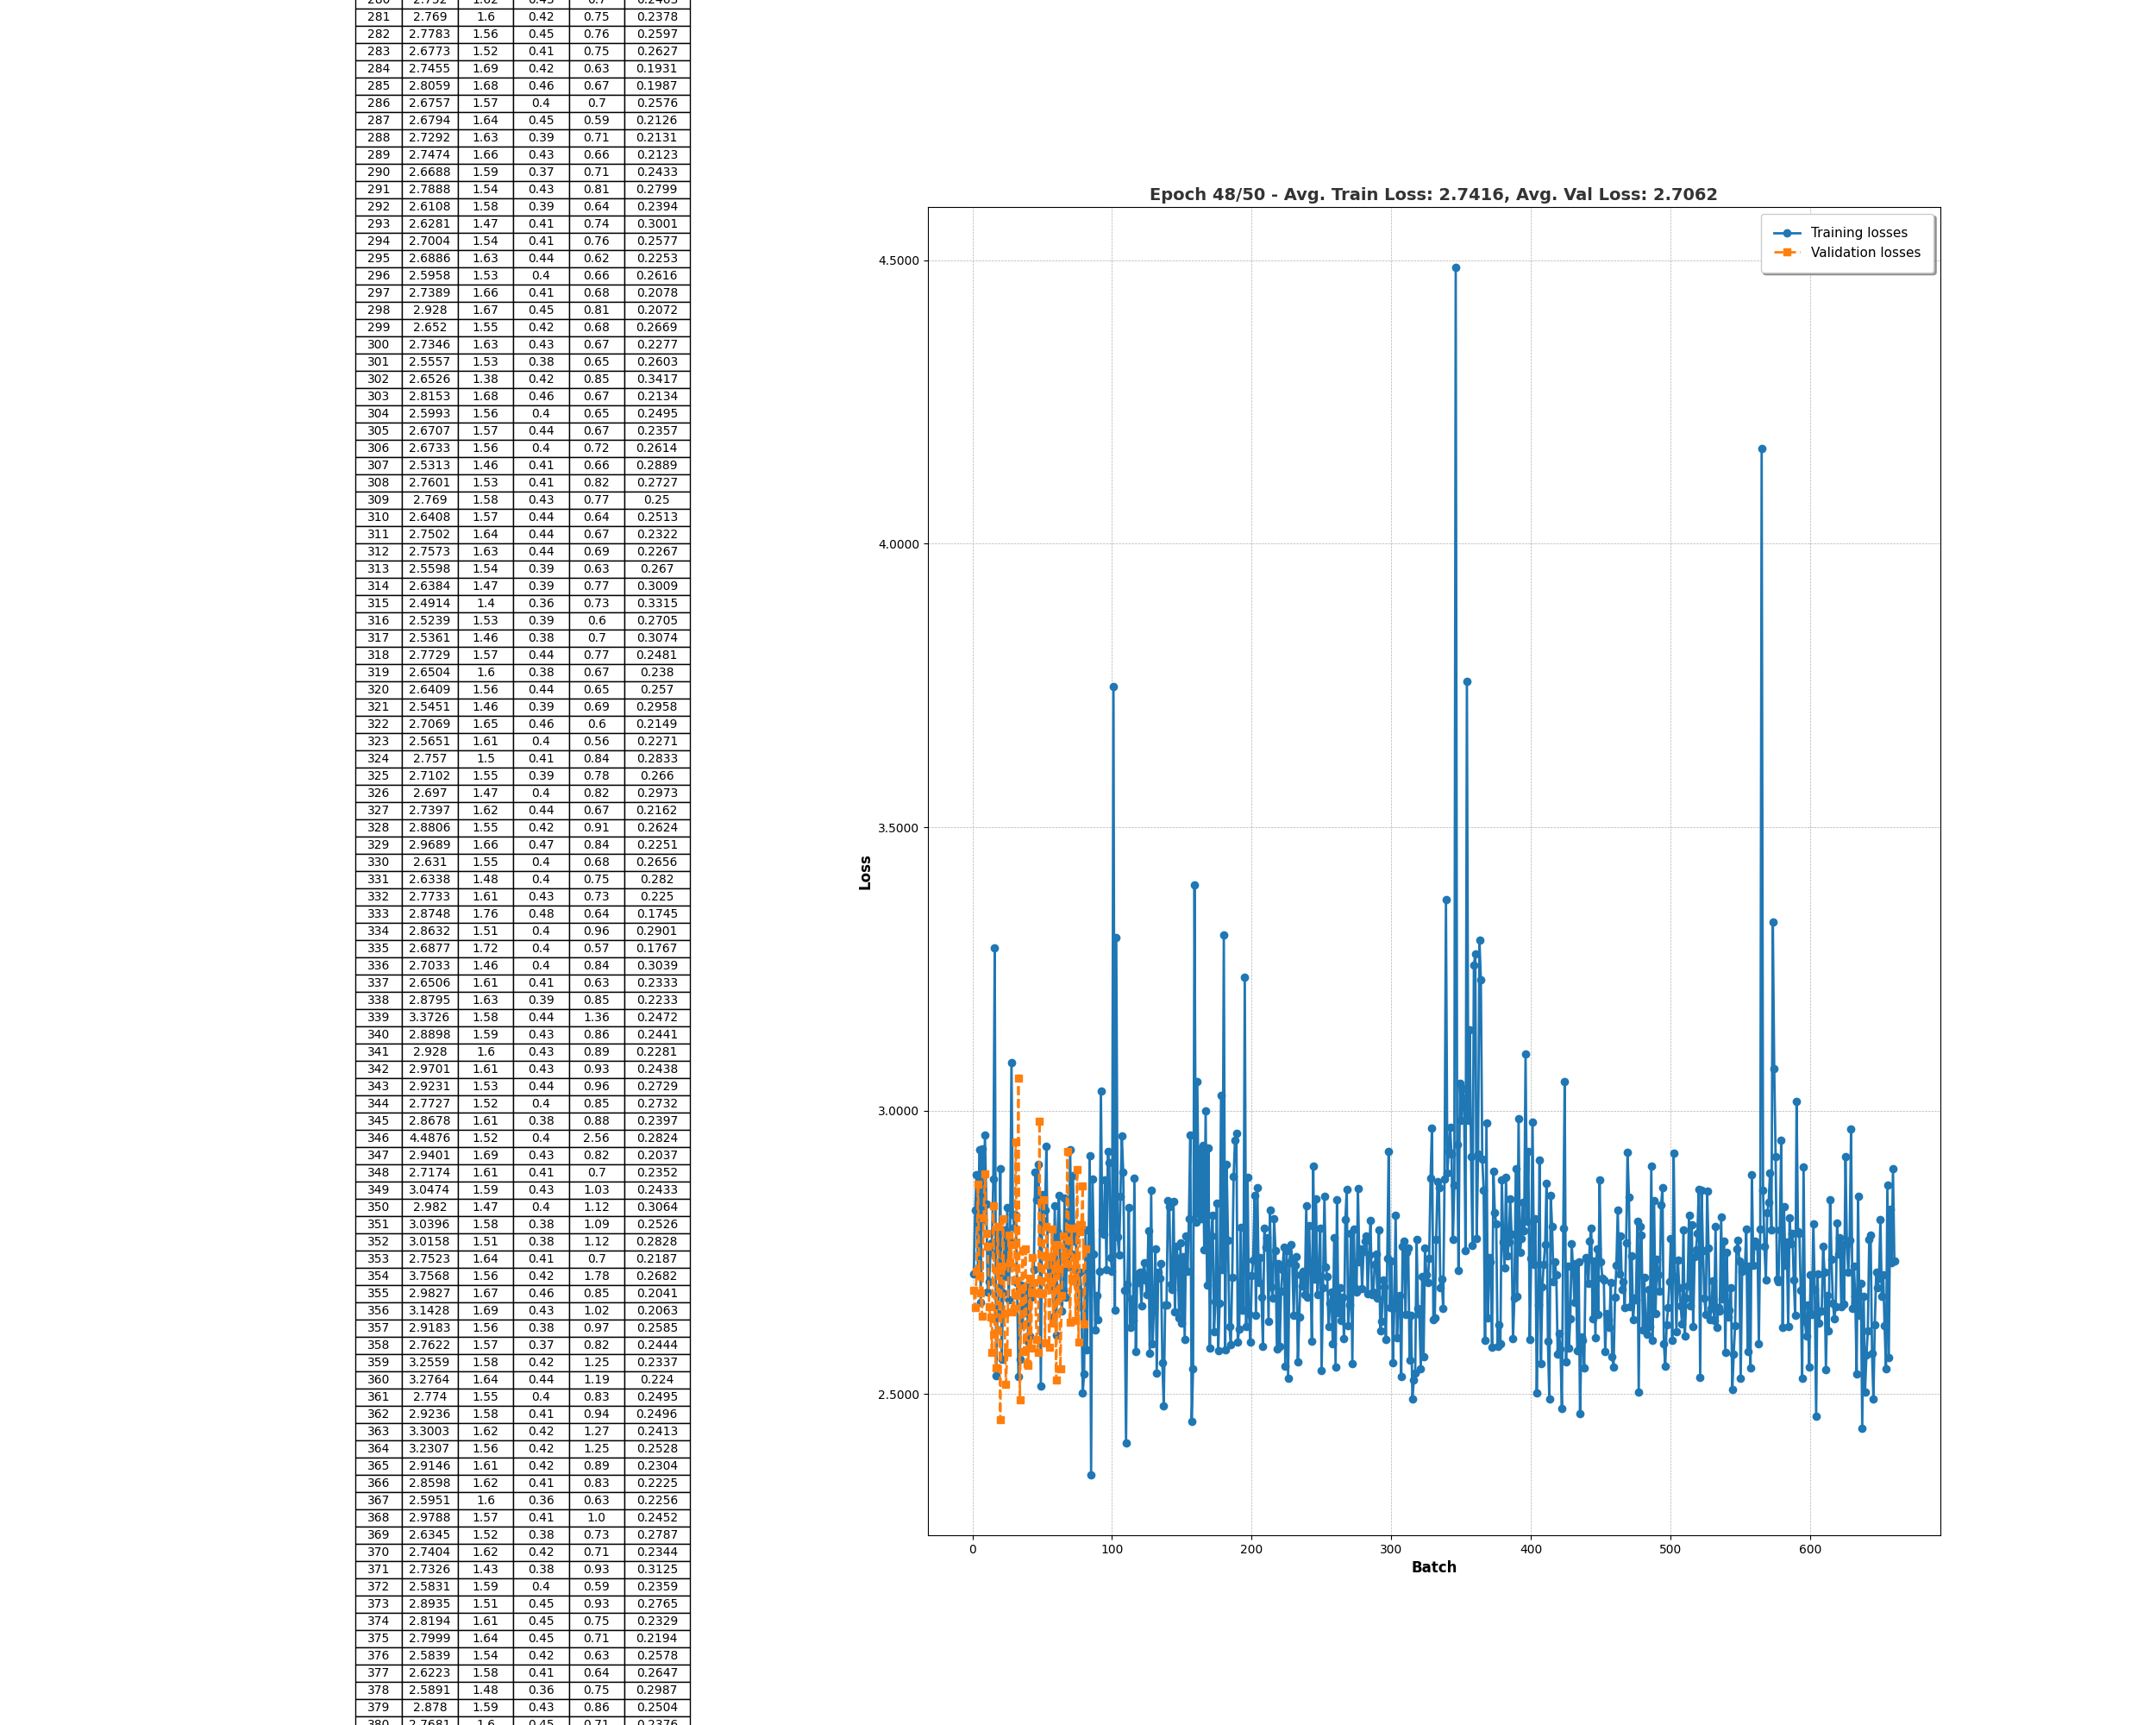 281 2.769 1.6 0.42 0.75 0.2378
282 2.7783 1.56 0.45 0.76 0.2597
283 2.6773 1.52 0.41 0.75 0.2627
284 2.7455 1.69 0.42 0.63 0.1931
285 2.8059 1.68 0.46 0.67 0.1987
286 2.6757 1.57 0.4 0.7 0.2576
287 2.6794 1.64 0.45 0.59 0.2126
288 2.7292 1.63 0.39 0.71 0.2131
289 2.7474 1.66 0.43 0.66 0.2123
290 2.6688 1.59 0.37 0.71 0.2433
291 2.7888 1.54 0.43 0.81 0.2799
292 2.6108 1.58 0.39 0.64 0.2394
293 2.6281 1.47 0.41 0.74 0.3001
294 2.7004 1.54 0.41 0.76 0.2577
295 2.6886 1.63 0.44 0.62 0.2253
296 2.5958 1.53 0.4 0.66 0.2616
297 2.7389 1.66 0.41 0.68 0.2078
298 2.928 1.67 0.45 0.81 0.2072
299 2.652 1.55 0.42 0.68 0.2669
300 2.7346 1.63 0.43 0.67 0.2277
301 2.5557 1.53 0.38 0.65 0.2603
302 2.6526 1.38 0.42 0.85 0.3417
303 2.8153 1.68 0.46 0.67 0.2134
304 2.5993 1.56 0.4 0.65 0.2495
305 2.6707 1.57 0.44 0.67 0.2357
306 2.6733 1.56 0.4 0.72 0.2614
307 2.5313 1.46 0.41 0.66 0.2889
308 2.7601 1.53 0.41 0.82 0.2727
309 2.769 1.58 0.43 0.77 0.25
310 2.6408 1.57 0.44 0.64 0.2513
311 2.7502 1.64 0.44 0.67 0.2322
312 2.7573 1.63 0.44 0.69 0.2267
313 2.5598 1.54 0.39 0.63 0.267
314 2.6384 1.47 0.39 0.77 0.3009
315 2.4914 1.4 0.36 0.73 0.3315
316 2.5239 1.53 0.39 0.6 0.2705
317 2.5361 1.46 0.38 0.7 0.3074
318 2.7729 1.57 0.44 0.77 0.2481
319 2.6504 1.6 0.38 0.67 0.238
320 2.6409 1.56 0.44 0.65 0.257
321 2.5451 1.46 0.39 0.69 0.2958
322 2.7069 1.65 0.46 0.6 0.2149
323 2.5651 1.61 0.4 0.56 0.2271
324 2.757 1.5 0.41 0.84 0.2833
325 2.7102 1.55 0.39 0.78 0.266
326 2.697 1.47 0.4 0.82 0.2973
327 2.7397 1.62 0.44 0.67 0.2162
328 2.8806 1.55 0.42 0.91 0.2624
329 2.9689 1.66 0.47 0.84 0.2251
330 2.631 1.55 0.4 0.68 0.2656
331 2.6338 1.48 0.4 0.75 0.282
332 2.7733 1.61 0.43 0.73 0.225
333 2.8748 1.76 0.48 0.64 0.1745
334 2.8632 1.51 0.4 0.96 0.2901
335 2.6877 1.72 0.4 0.57 0.1767
336 2.7033 1.46 0.4 0.84 0.3039
337 2.6506 1.61 0.41 0.63 0.2333
338 2.8795 1.63 0.39 0.85 0.2233
339 3.3726 1.58 0.44 1.36 0.2472
340 2.8898 1.59 0.43 0.86 0.2441
341 2.928 1.6 0.43 0.89 0.2281
342 2.9701 1.61 0.43 0.93 0.2438
343 2.9231 1.53 0.44 0.96 0.2729
344 2.7727 1.52 0.4 0.85 0.2732
345 2.8678 1.61 0.38 0.88 0.2397
346 4.4876 1.52 0.4 2.56 0.2824
347 2.9401 1.69 0.43 0.82 0.2037
348 2.7174 1.61 0.41 0.7 0.2352
349 3.0474 1.59 0.43 1.03 0.2433
350 2.982 1.47 0.4 1.12 0.3064
351 3.0396 1.58 0.38 1.09 0.2526
352 3.0158 1.51 0.38 1.12 0.2828
353 2.7523 1.64 0.41 0.7 0.2187
354 3.7568 1.56 0.42 1.78 0.2682
355 2.9827 1.67 0.46 0.85 0.2041
356 3.1428 1.69 0.43 1.02 0.2063
357 2.9183 1.56 0.38 0.97 0.2585
358 2.7622 1.57 0.37 0.82 0.2444
359 3.2559 1.58 0.42 1.25 0.2337
360 3.2764 1.64 0.44 1.19 0.224
361 2.774 1.55 0.4 0.83 0.2495
362 2.9236 1.58 0.41 0.94 0.2496
363 3.3003 1.62 0.42 1.27 0.2413
364 3.2307 1.56 0.42 1.25 0.2528
365 2.9146 1.61 0.42 0.89 0.2304
366 2.8598 1.62 0.41 0.83 0.2225
367 2.5951 1.6 0.36 0.63 0.2256
368 2.9788 1.57 0.41 1.0 0.2452
369 2.6345 1.52 0.38 0.73 0.2787
370 2.7404 1.62 0.42 0.71 0.2344
371 2.7326 1.43 0.38 0.93 0.3125
372 2.5831 1.59 0.4 0.59 0.2359
373 2.8935 1.51 0.45 0.93 0.2765
374 2.8194 1.61 0.45 0.75 0.2329
375 2.7999 1.64 0.45 0.71 0.2194
376 2.5839 1.54 0.42 0.63 0.2578
377 2.6223 1.58 0.41 0.64 0.2647
378 2.5891 1.48 0.36 0.75 0.2987
379 2.878 1.59 0.43 0.86 0.2504
380 2.7681 1.6 0.45 0.71 0.2376
Epoch 48/50 - Avg. Train Loss: 2.7416, Avg. Val Loss: 2.7062
Training losses
Validation losses
4.5000
4.0000
3.5000
3.0000
2.5000
Loss
0 100 200 300 400 500 600
Batch